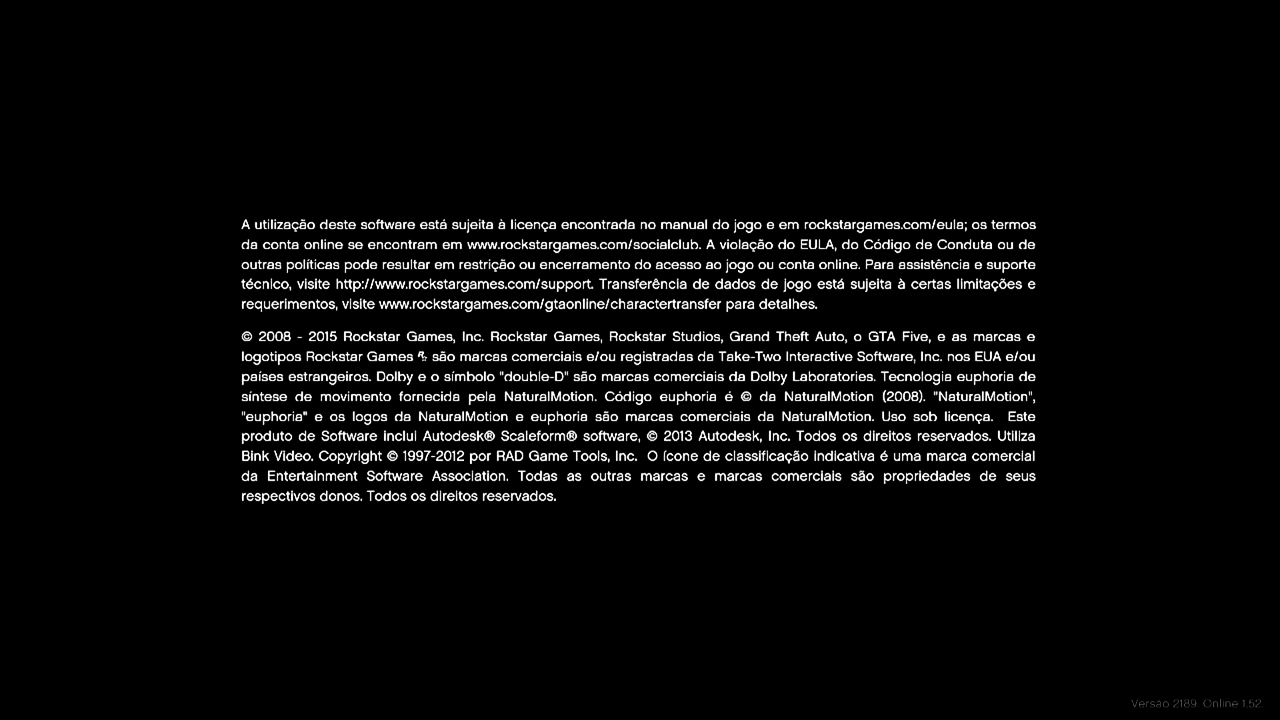 A utilização deste software está sujeita à licença encontrada no manual do jogo e em rockstargames.com/eula; os termos
da conta online se encontram em www.rockstargames.com/socialclub. A violação do EULA, do Código de Conduta ou de
outras políticas pode resultar em restrição ou encerramento do acesso ao jogo ou conta online. Para assistência e suporte
técnico, visite http://www.rockstargames.com/support. Transferência de dados de jogo está sujeita à certas limitações e
requerimentos, visite www.rockstargames.com/gtaonline/charactertransfer para detalhes.
© 2008 - 2015 Rockstar Games, Inc. Rockstar Games, Rockstar Studios, Grand Theft Auto, o GTA Five, e as marcas e
logotipos Rockstar Games R* são marcas comerciais e/ou registradas da Take-Two Interactive Software, Inc. nos EUA e/ou
países estrangeiros. Dolby e o símbolo "double-D" são marcas comerciais da Dolby Laboratories. Tecnologia euphoria de
síntese de movimento fornecida pela NaturalMotion. Código euphoria é © da NaturalMotion (2008). "NaturalMotion",
"euphoria" e os logos da NaturalMotion e euphoria são marcas comerciais da NaturalMotion. Uso sob licença. Este
produto de Software inclui Autodesk® Scaleform® software, © 2013 Autodesk, Inc. Todos os direitos reservados. Utiliza
Bink Video. Copyright © 1997-2012 por RAD Game Tools, Inc. O ícone de classificação indicativa é uma marca comercial
da Entertainment Software Association. Todas as outras marcas e marcas comerciais são propriedades de seus
respectivos donos. Todos os direitos reservados.
Versão 2189. Online 1.52.